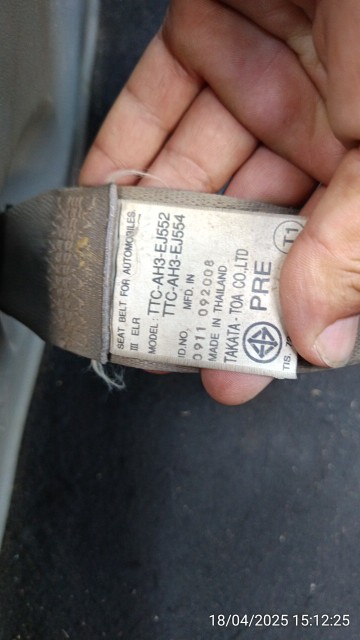 SEAT BELT FOR AUTOMOBILES
III ELR
MODEL: TTC-AH3-EJ552
TTC-AH3-EJ554
ID.NO. MFD. IN
0911 092008
MADE IN THAILAND
TAKATA-TOA CO.,LTD
PRE
T1
TIS.
18/04/2025 15:12:25